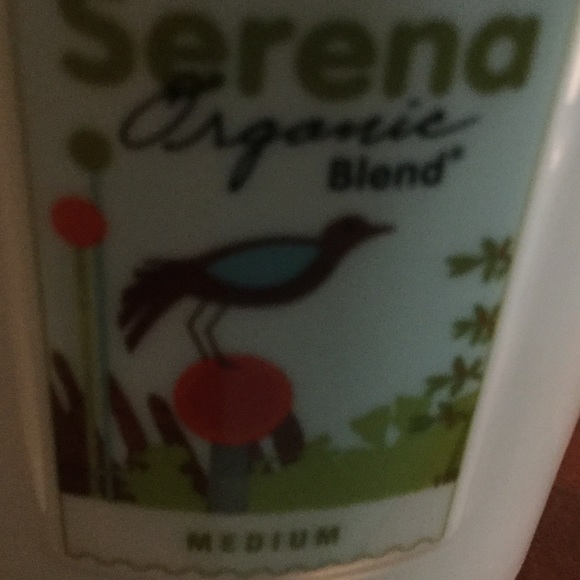 Serena
Organic
Blend*
MEDIUM